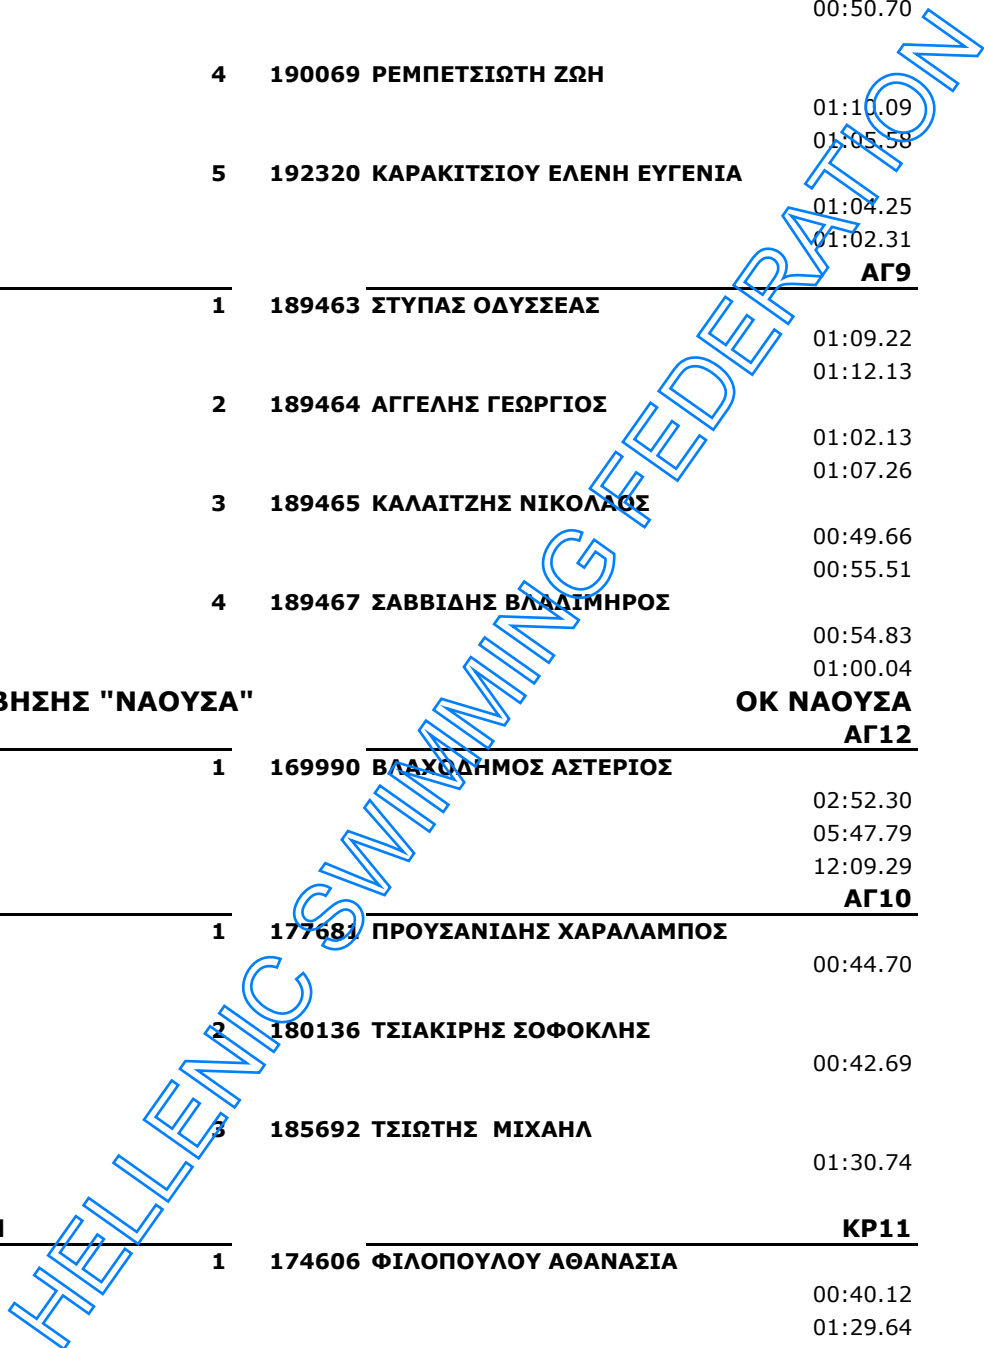 00:50.70
4 190069 ΡΕΜΠΕΤΣΙΩΤΗ ΖΩΗ
01:10.09
01:05.58
5 192320 ΚΑΡΑΚΙΤΣΙΟΥ ΕΛΕΝΗ ΕΥΓΕΝΙΑ
01:04.25
01:02.31
ΑΓ9
1 189463 ΣΤΥΠΑΣ ΟΔΥΣΣΕΑΣ
01:09.22
01:12.13
2 189464 ΑΓΓΕΛΗΣ ΓΕΩΡΓΙΟΣ
01:02.13
01:07.26
3 189465 ΚΑΛΑΙΤΖΗΣ ΝΙΚΟΛΑΟΣ
00:49.66
00:55.51
4 189467 ΣΑΒΒΙΔΗΣ ΒΛΑΔΙΜΗΡΟΣ
00:54.83
01:00.04
ΒΗΣΗΣ "ΝΑΟΥΣΑ" ΟΚ ΝΑΟΥΣΑ
ΑΓ12
1 169990 ΒΛΑΧΟΔΗΜΟΣ ΑΣΤΕΡΙΟΣ
02:52.30
05:47.79
12:09.29
ΑΓ10
1 177681 ΠΡΟΥΣΑΝΙΔΗΣ ΧΑΡΑΛΑΜΠΟΣ
00:44.70
2 180136 ΤΣΙΑΚΙΡΗΣ ΣΟΦΟΚΛΗΣ
00:42.69
3 185692 ΤΣΙΩΤΗΣ  ΜΙΧΑΗΛ
01:30.74
ΚΡ11
1 174606 ΦΙΛΟΠΟΥΛΟΥ ΑΘΑΝΑΣΙΑ
00:40.12
01:29.64
HELLENIC SWIMMING FEDERATION